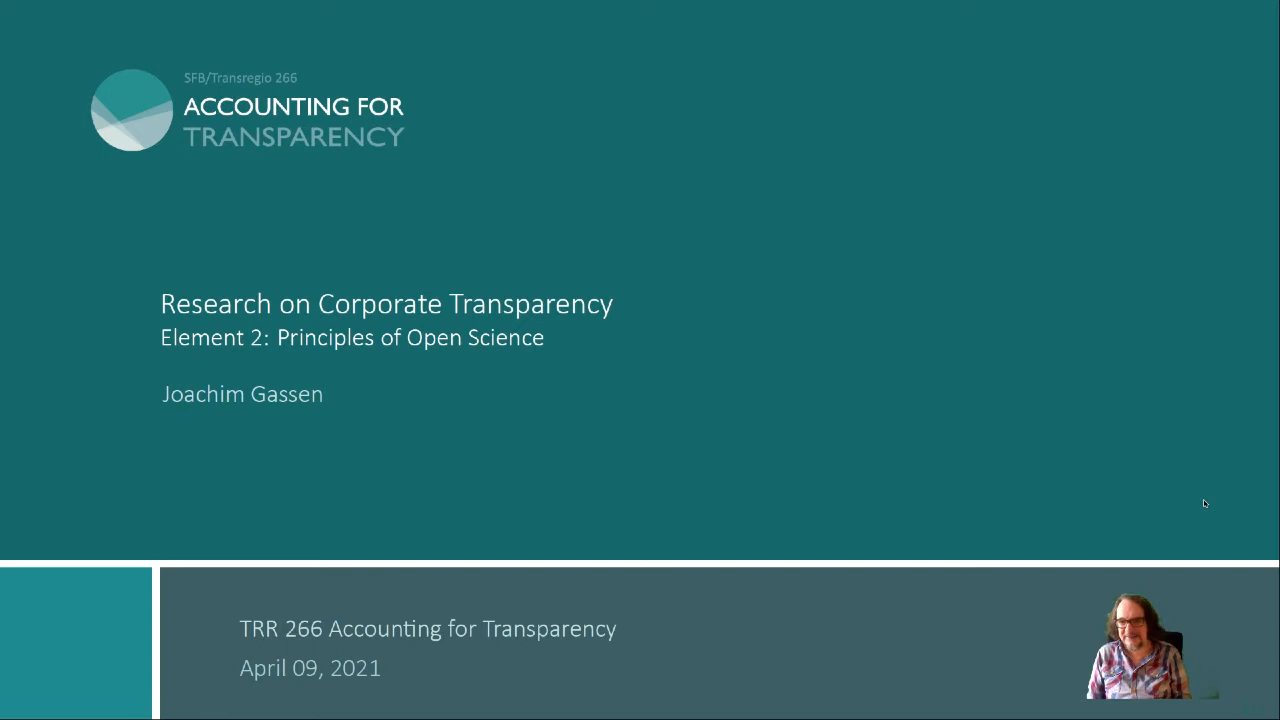 SFB/Transregio 266
ACCOUNTING FOR
TRANSPARENCY
Research on Corporate Transparency
Element 2: Principles of Open Science
Joachim Gassen
TRR 266 Accounting for Transparency
April 09, 2021